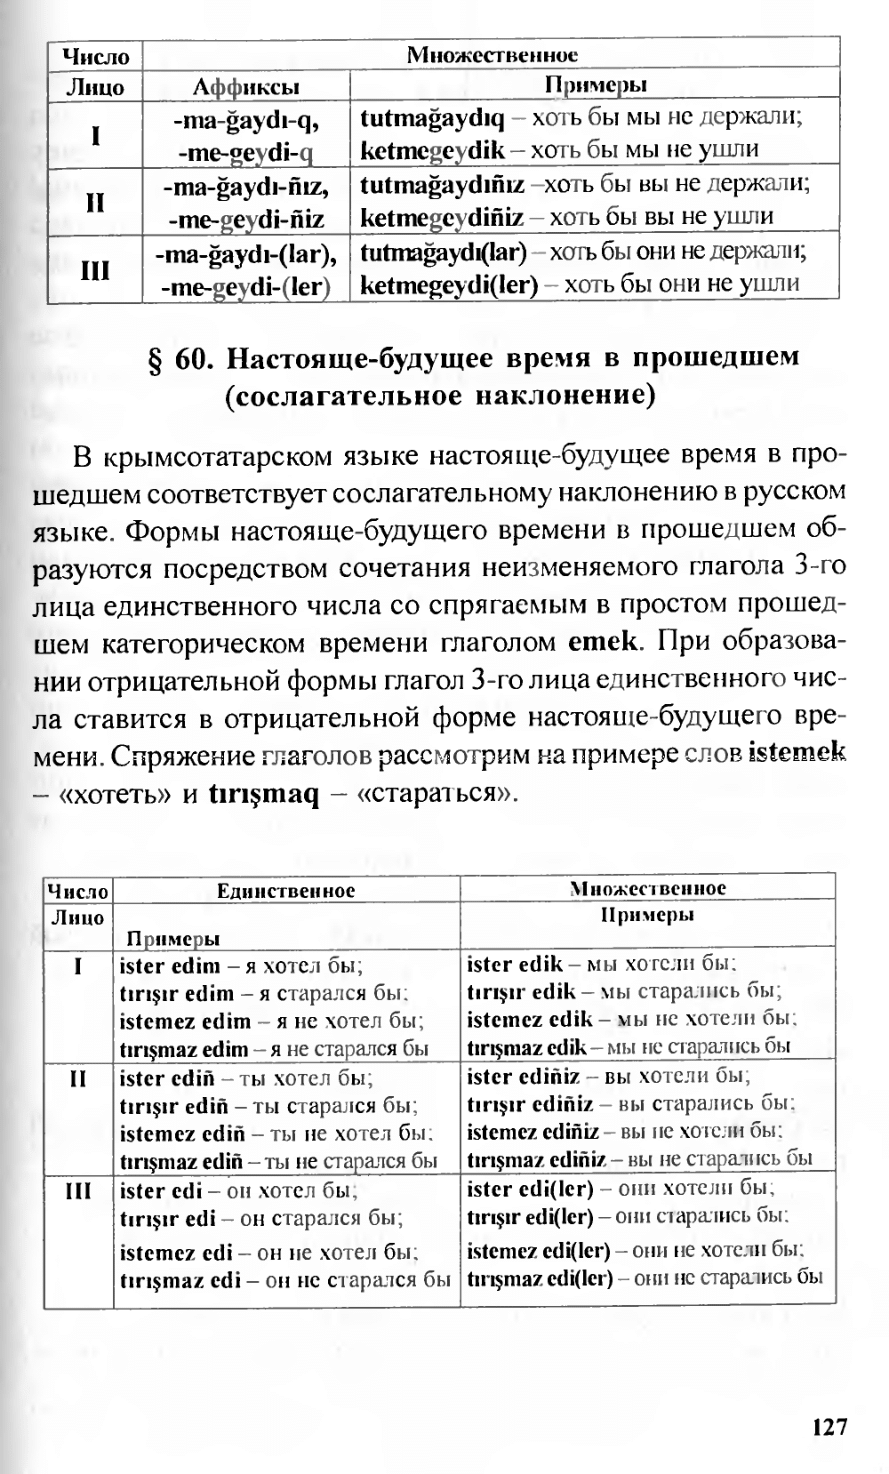 Число Множественное
Лицо Аффиксы Примеры
I -ma-ğaydı-q, tutmağaydıq – хоть бы мы не держали;
-me-geydi-q ketmegeydik – хоть бы мы не ушли
II -ma-ğaydı-ñız, tutmağaydıñız –хоть бы вы не держали;
-me-geydi-ñiz ketmegeydiñiz – хоть бы вы не ушли
III -ma-ğaydı-(lar), tutmağaydı(lar) – хоть бы они не держали;
-me-geydi-(ler) ketmegeydi(ler) – хоть бы они не ушли
§ 60. Настояще-будущее время в прошедшем
(сослагательное наклонение)
В крымсотатарском языке настояще-будущее время в про-
шедшем соответствует сослагательному наклонению в русском
языке. Формы настояще-будущего времени в прошедшем об-
разуются посредством сочетания неизменяемого глагола 3-го
лица единственного числа со спрягаемым в простом прошед-
шем категорическом времени глаголом emek. При образова-
нии отрицательной формы глагол 3-го лица единственного чис-
ла ставится в отрицательной форме настояще-будущего вре-
мени. Спряжение глаголов рассмотрим на примере слов istemek
– «хотеть» и tırışmaq – «стараться».
Число Единственное Множественное
Лицо Примеры Примеры
I ister edim – я хотел бы; ister edik – мы хотели бы;
tırışır edim – я старался бы; tırışır edik – мы старались бы;
istemez edim – я не хотел бы; istemez edik – мы не хотели бы;
tırışmaz edim – я не старался бы tırışmaz edik – мы не старались бы
II ister ediñ – ты хотел бы; ister ediñiz – вы хотели бы;
tırışır ediñ – ты старался бы; tırışır ediñiz – вы старались бы;
istemez ediñ – ты не хотел бы; istemez ediñiz – вы не хотели бы;
tırışmaz ediñ – ты не старался бы tırışmaz ediñiz – вы не старались бы
III ister edi – он хотел бы; ister edi(ler) – они хотели бы;
tırışır edi – он старался бы; tırışır edi(ler) – они старались бы;
istemez edi – он не хотел бы; istemez edi(ler) – они не хотели бы;
tırışmaz edi – он не старался бы tırışmaz edi(ler) – они не старались бы
127